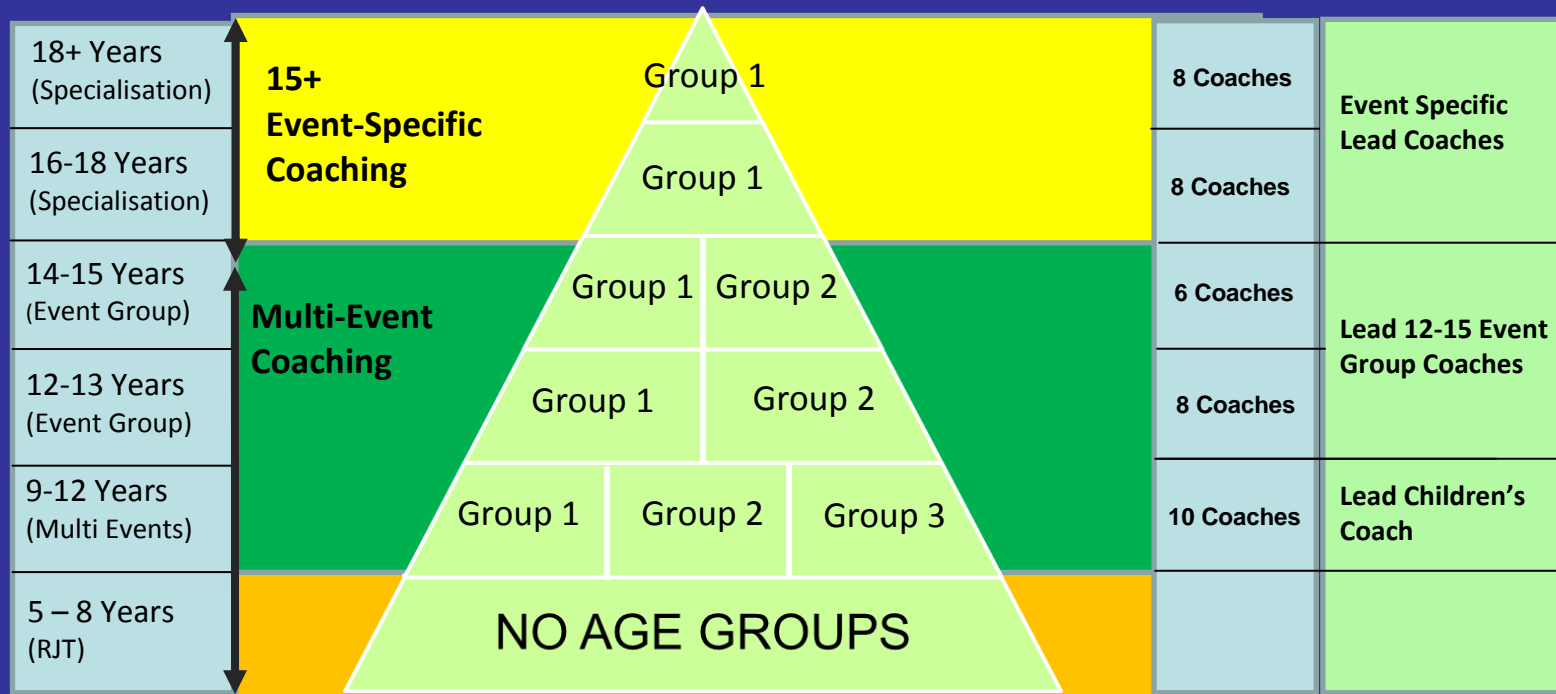 18+ Years
(Specialisation)
15+
Event-Specific
Coaching
Group 1
8 Coaches
Event Specific
Lead Coaches
16-18 Years
(Specialisation)
Group 1
8 Coaches
14-15 Years
(Event Group)
Multi-Event
Coaching
Group 1
Group 2
6 Coaches
Lead 12-15 Event
Group Coaches
12-13 Years
(Event Group)
Group 1
Group 2
8 Coaches
9-12 Years
(Multi Events)
Group 1
Group 2
Group 3
10 Coaches
Lead Children’s
Coach
5 – 8 Years
(RJT)
NO AGE GROUPS